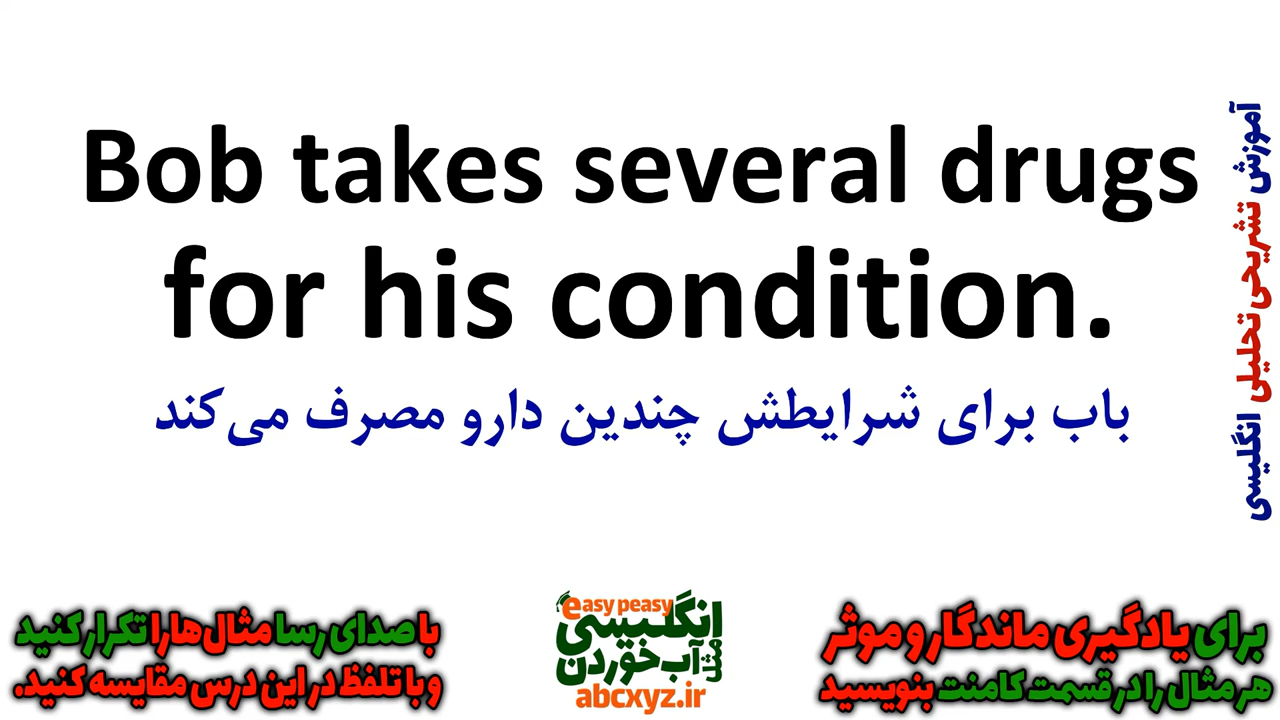 Bob takes several drugs
for his condition.
باب برای شرایطش چندین دارو مصرف می‌کند
آموزش تشریحی تحلیلی انگلیسی
برای یادگیری ماندگار و موثر
هر مثال را در قسمت کامنت بنویسید
easy peasy
انگلیسی
مثل آب خوردن
abcxyz.ir
با صدای رسا مثال‌ها را تکرار کنید
و با تلفظ در این درس مقایسه کنید.